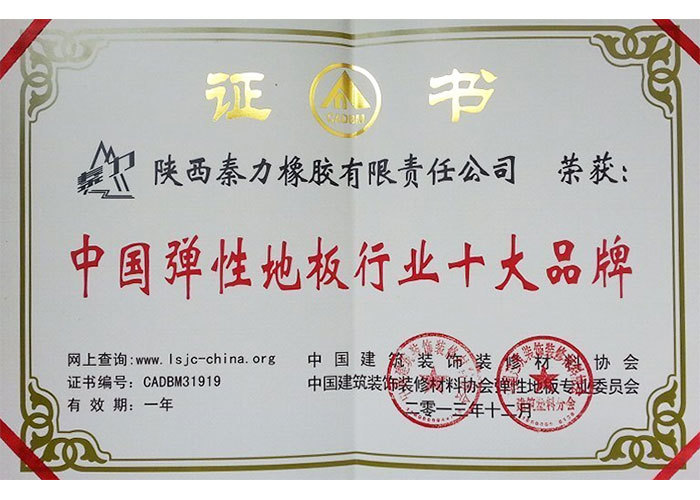 证 书
陕西秦力橡胶有限责任公司 荣获：
中国弹性地板行业十大品牌
网上查询:www.lsjc-china.org
证书编号：CADBM31919
有 效 期：一年
中国建筑装饰装修材料协会
中国建筑装饰装修材料协会弹性地板专业委员会
二零一三年十二月